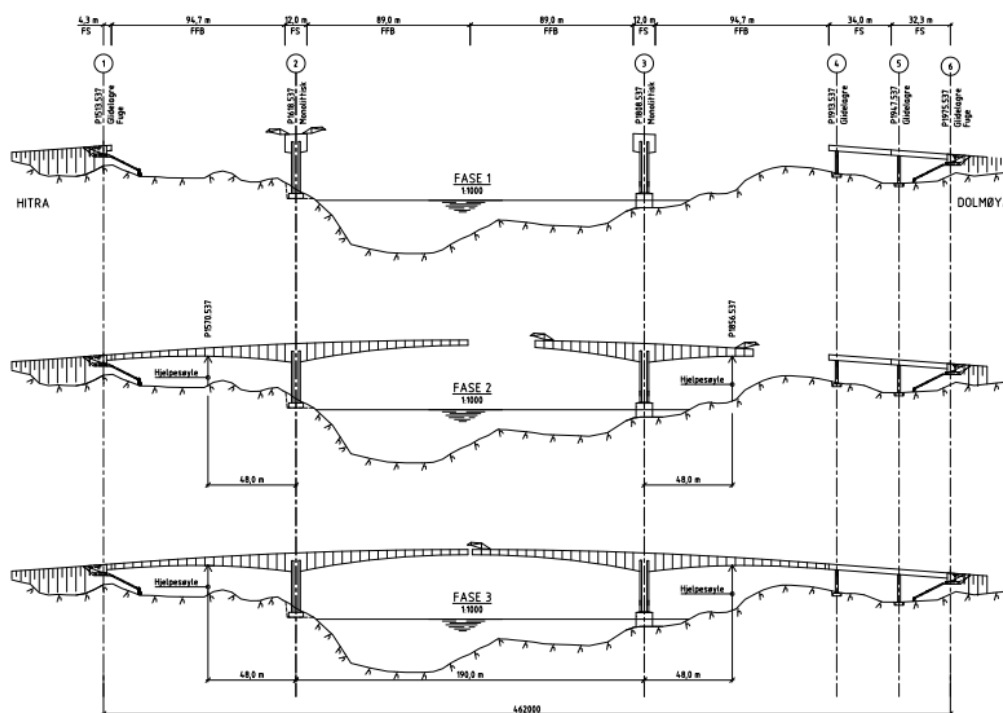 4,3 m 94,7 m 12,0 m 89,0 m 89,0 m 12,0 m 94,7 m 34,0 m 32,3 m
FS FFB FS FFB FFB FS FFB FS FS
1 2 3 4 5 6
P1513.537
Glidelagre
Fuge
P1618.537
Monolittisk
P1808.537
Monolittisk
P1913.537
Glidelagre
P1947.537
Glidelagre
P1975.537
Glidelagre
Fuge
FASE 1
1:1000
HITRA
DOLMØY
P1570.537
P1856.537
Hjelpesøyle
Hjelpesøyle
FASE 2
1:1000
48,0 m 48,0 m
Hjelpesøyle
Hjelpesøyle
FASE 3
1:1000
48,0 m 190,0 m 48,0 m
462000